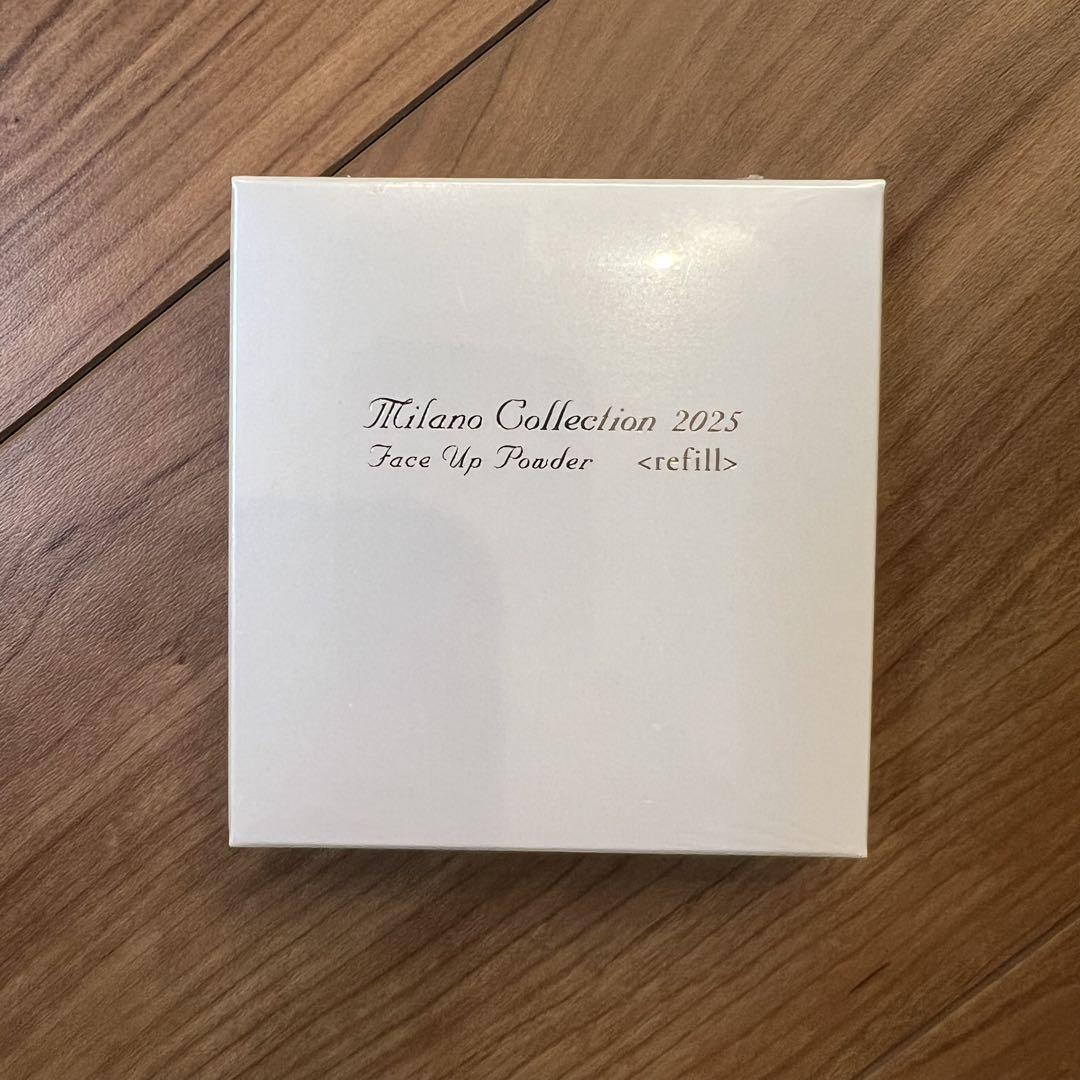 Milano Collection 2025
Face Up Powder <refill>